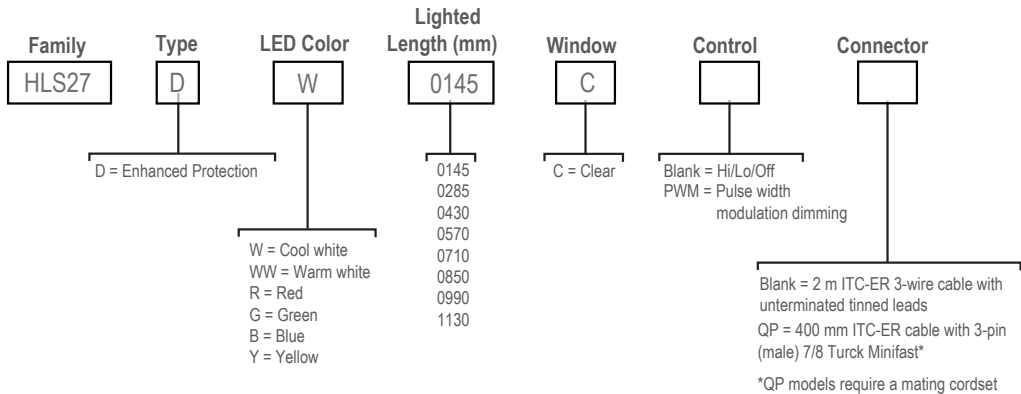 Lighted
Family Type LED Color Length (mm) Window Control Connector
HLS27 D W 0145 C
D = Enhanced Protection
W = Cool white
WW = Warm white
R = Red
G = Green
B = Blue
Y = Yellow
0145
0285
0430
0570
0710
0850
0990
1130
C = Clear
Blank = Hi/Lo/Off
PWM = Pulse width
modulation dimming
Blank = 2 m ITC-ER 3-wire cable with
unterminated tinned leads
QP = 400 mm ITC-ER cable with 3-pin
(male) 7/8 Turck Minifast*
*QP models require a mating cordset